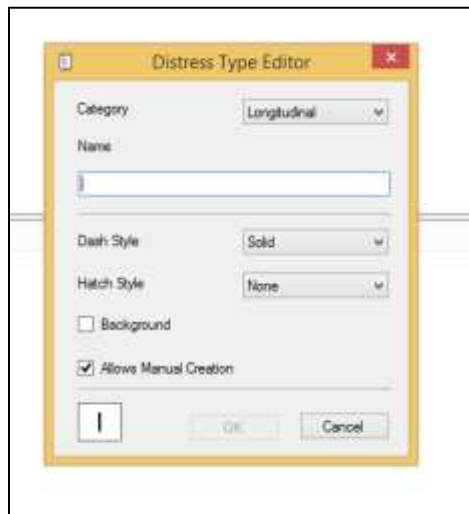 Distress Type Editor
Category
Longitudinal
Name
Dash Style
Solid
Hatch Style
None
Background
Allows Manual Creation
OK
Cancel